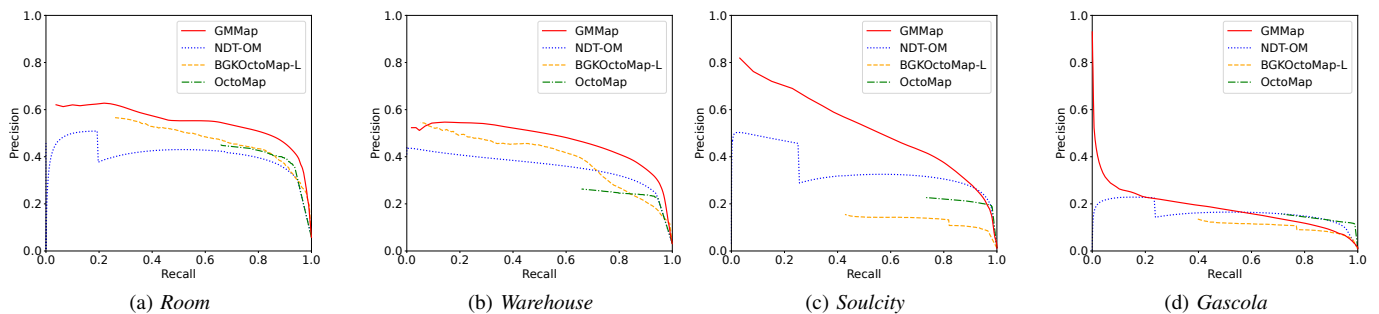 1.0
0.8
0.6
0.4
0.2
0.0
Precision
0.0 0.2 0.4 0.6 0.8 1.0
Recall
GMMap
NDT-OM
BGKOctoMap-L
OctoMap
(a) Room
1.0
0.8
0.6
0.4
0.2
0.0
Precision
0.0 0.2 0.4 0.6 0.8 1.0
Recall
GMMap
NDT-OM
BGKOctoMap-L
OctoMap
(b) Warehouse
1.0
0.8
0.6
0.4
0.2
0.0
Precision
0.0 0.2 0.4 0.6 0.8 1.0
Recall
GMMap
NDT-OM
BGKOctoMap-L
OctoMap
(c) Soulcity
1.0
0.8
0.6
0.4
0.2
0.0
Precision
0.0 0.2 0.4 0.6 0.8 1.0
Recall
GMMap
NDT-OM
BGKOctoMap-L
OctoMap
(d) Gascola